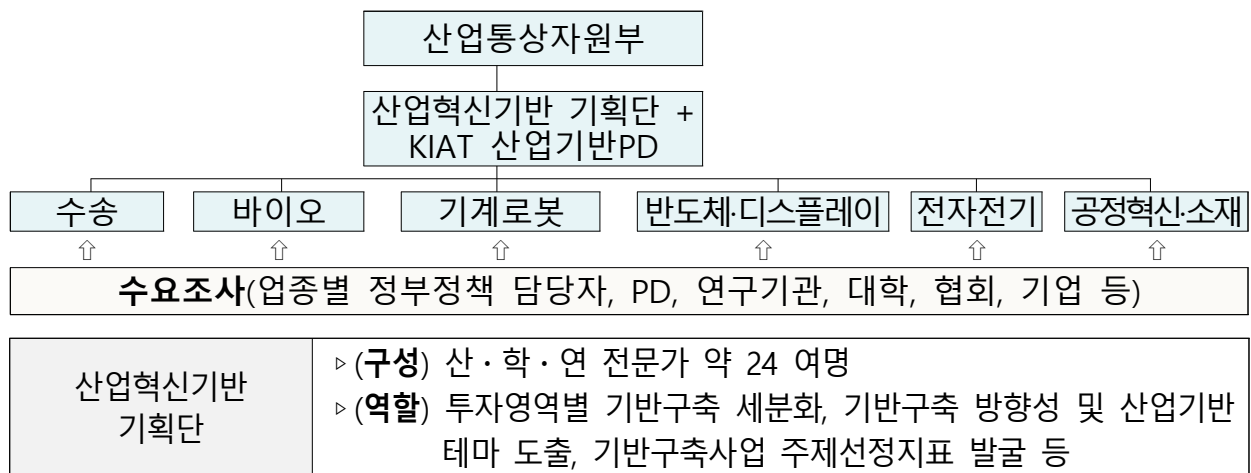 산업통상자원부
산업혁신기반 기획단 +
KIAT 산업기반PD
수송
바이오
기계로봇
반도체·디스플레이
전자전기
공정혁신·소재
⇧ ⇧ ⇧ ⇧ ⇧ ⇧
수요조사(업종별 정부정책 담당자, PD, 연구기관, 대학, 협회, 기업 등)
산업혁신기반
기획단
▹(구성) 산·학·연 전문가 약 24 여명
▹(역할) 투자영역별 기반구축 세분화, 기반구축 방향성 및 산업기반
테마 도출, 기반구축사업 주제선정지표 발굴 등